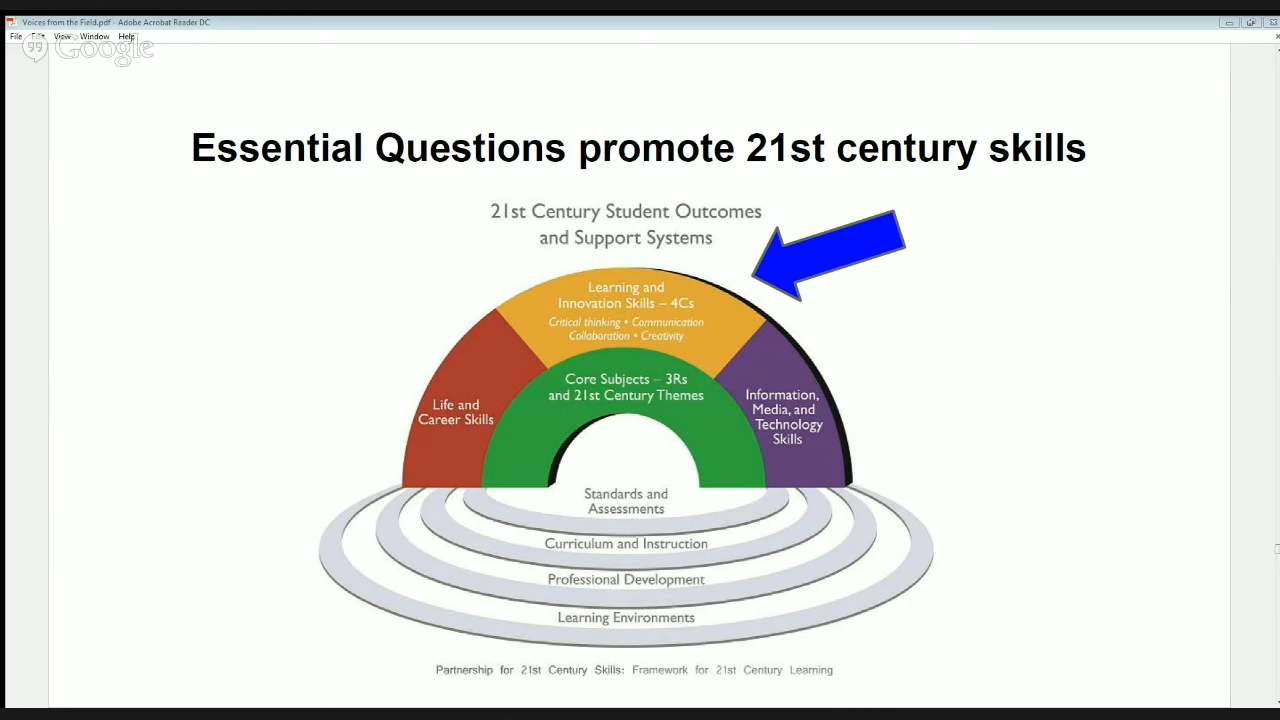 Voices from the Field.pdf - Adobe Acrobat Reader DC
File Edit View Window Help
Google
Essential Questions promote 21st century skills
21st Century Student Outcomes
and Support Systems
Learning and
Innovation Skills – 4Cs
Critical thinking • Communication
Collaboration • Creativity
Core Subjects – 3Rs
and 21st Century Themes
Life and
Career Skills
Information,
Media, and
Technology
Skills
Standards and
Assessments
Curriculum and Instruction
Professional Development
Learning Environments
Partnership for 21st Century Skills: Framework for 21st Century Learning